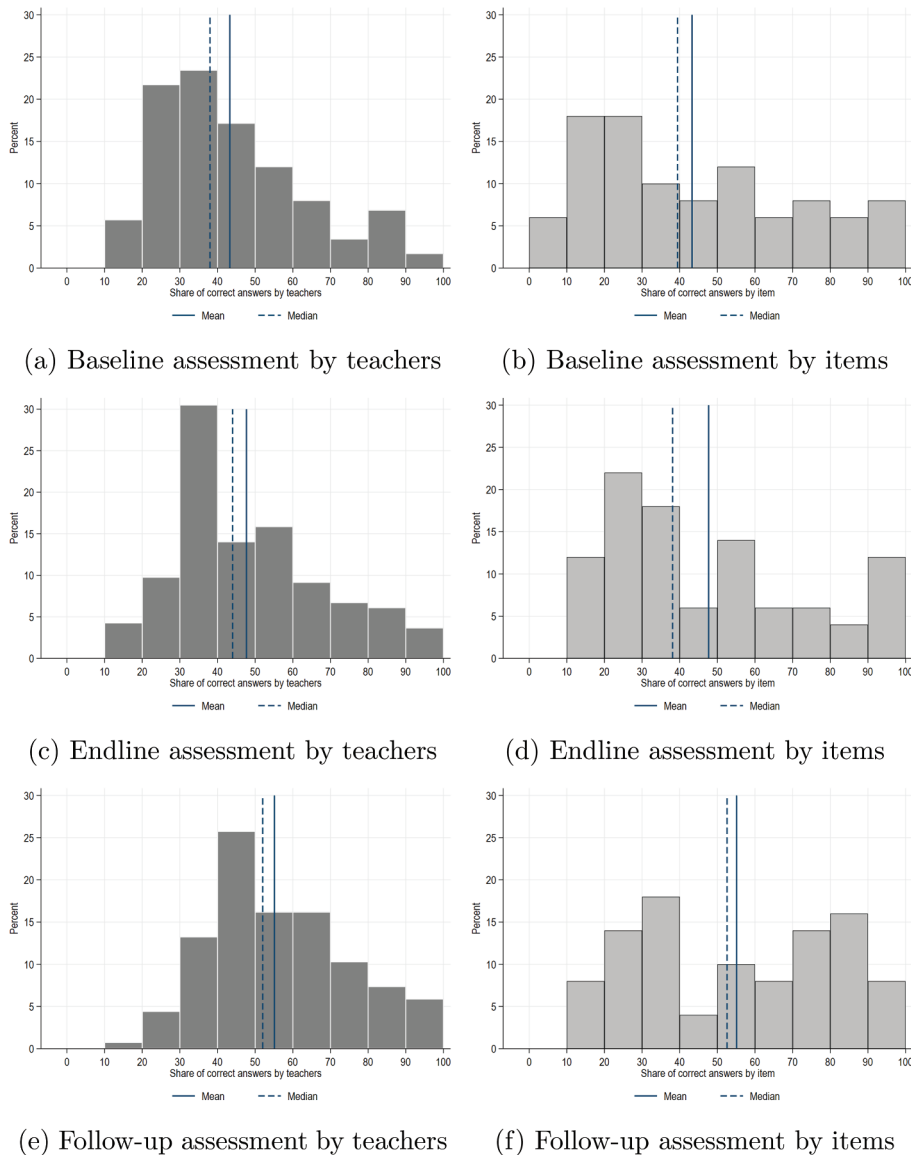 30
25
20
15
10
5
0
Percent
0 10 20 30 40 50 60 70 80 90 100
Share of correct answers by teachers
Mean Median
(a) Baseline assessment by teachers
30
25
20
15
10
5
0
Percent
0 10 20 30 40 50 60 70 80 90 100
Share of correct answers by item
Mean Median
(b) Baseline assessment by items
30
25
20
15
10
5
0
Percent
0 10 20 30 40 50 60 70 80 90 100
Share of correct answers by teachers
Mean Median
(c) Endline assessment by teachers
30
25
20
15
10
5
0
Percent
0 10 20 30 40 50 60 70 80 90 100
Share of correct answers by item
Mean Median
(d) Endline assessment by items
30
25
20
15
10
5
0
Percent
0 10 20 30 40 50 60 70 80 90 100
Share of correct answers by teachers
Mean Median
(e) Follow-up assessment by teachers
30
25
20
15
10
5
0
Percent
0 10 20 30 40 50 60 70 80 90 100
Share of correct answers by item
Mean Median
(f) Follow-up assessment by items